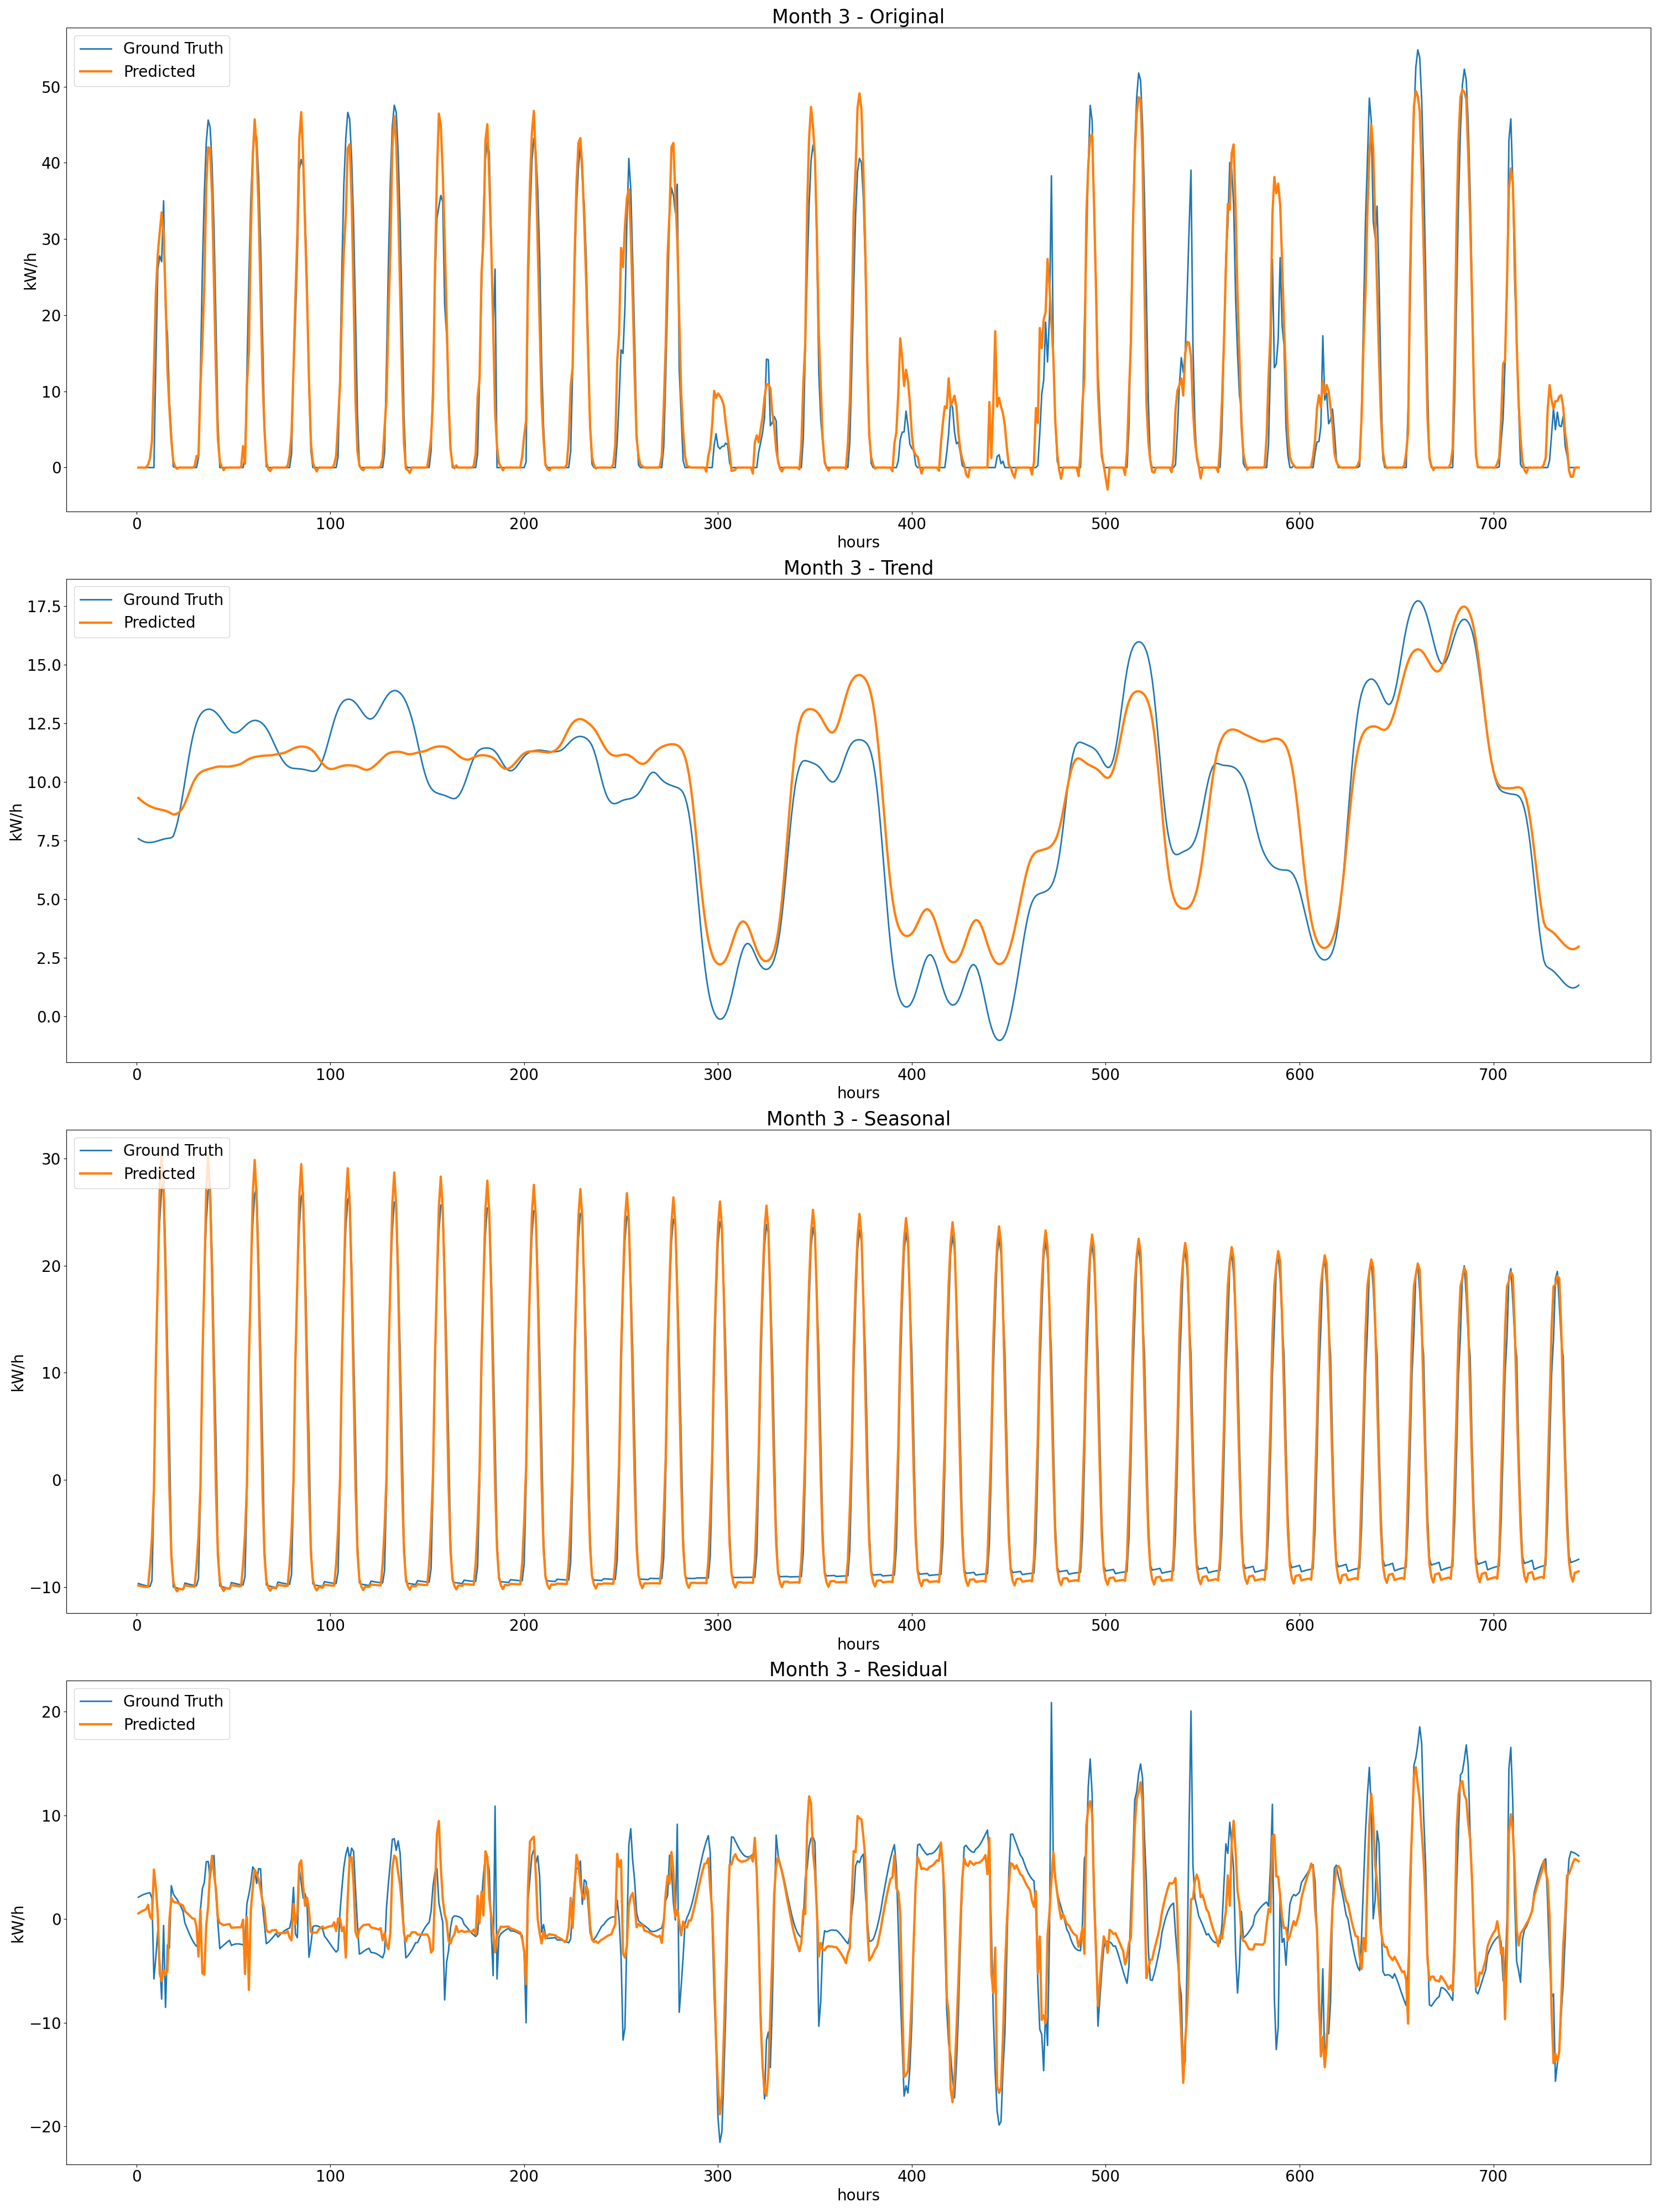 Month 3 - Original
Ground Truth
Predicted
50
40
30
20
10
0
kW/h
0 100 200 300 400 500 600 700
hours
Month 3 - Trend
Ground Truth
Predicted
17.5
15.0
12.5
10.0
7.5
5.0
2.5
0.0
kW/h
0 100 200 300 400 500 600 700
hours
Month 3 - Seasonal
Ground Truth
Predicted
30
20
10
0
−10
kW/h
0 100 200 300 400 500 600 700
hours
Month 3 - Residual
Ground Truth
Predicted
20
10
0
−10
−20
kW/h
0 100 200 300 400 500 600 700
hours